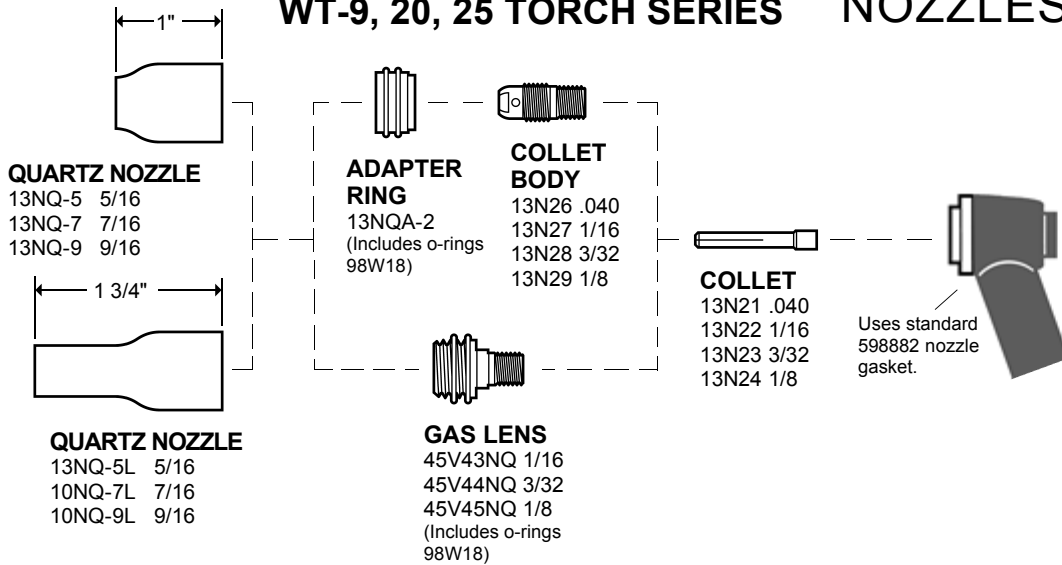 WT-9, 20, 25 TORCH SERIES
NOZZLES
1"
QUARTZ NOZZLE
13NQ-5 5/16
13NQ-7 7/16
13NQ-9 9/16
1 3/4"
QUARTZ NOZZLE
13NQ-5L 5/16
10NQ-7L 7/16
10NQ-9L 9/16
ADAPTER
RING
13NQA-2
(Includes o-rings
98W18)
COLLET
BODY
13N26 .040
13N27 1/16
13N28 3/32
13N29 1/8
GAS LENS
45V43NQ 1/16
45V44NQ 3/32
45V45NQ 1/8
(Includes o-rings
98W18)
COLLET
13N21 .040
13N22 1/16
13N23 3/32
13N24 1/8
Uses standard
598882 nozzle
gasket.